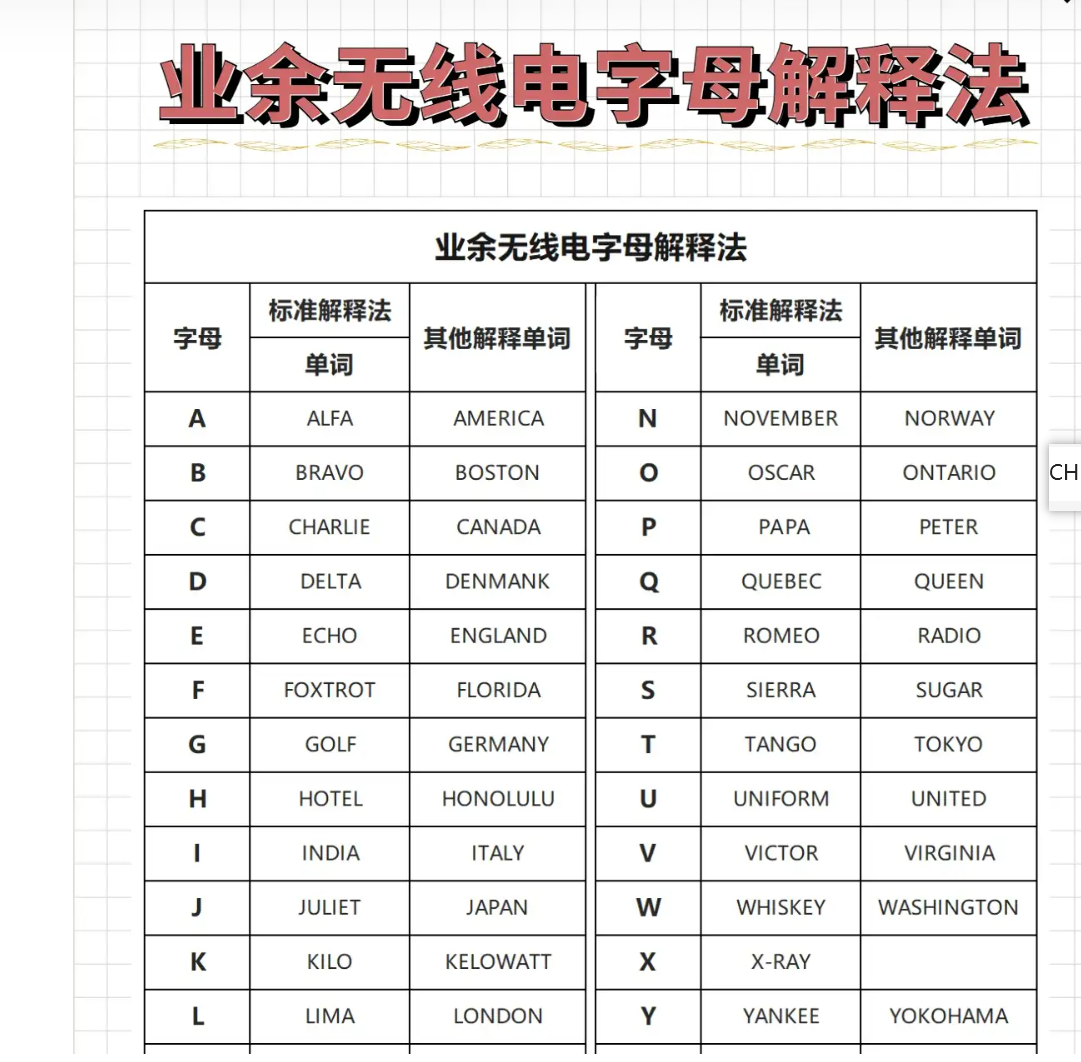 业余无线电字母解释法
业余无线电字母解释法
字母 标准解释法 单词 其他解释单词 字母 标准解释法 单词 其他解释单词
A ALFA AMERICA N NOVEMBER NORWAY
B BRAVO BOSTON O OSCAR ONTARIO
C CHARLIE CANADA P PAPA PETER
D DELTA DENMANK Q QUEBEC QUEEN
E ECHO ENGLAND R ROMEO RADIO
F FOXTROT FLORIDA S SIERRA SUGAR
G GOLF GERMANY T TANGO TOKYO
H HOTEL HONOLULU U UNIFORM UNITED
I INDIA ITALY V VICTOR VIRGINIA
J JULIET JAPAN W WHISKEY WASHINGTON
K KILO KELOWATT X X-RAY
L LIMA LONDON Y YANKEE YOKOHAMA
CH